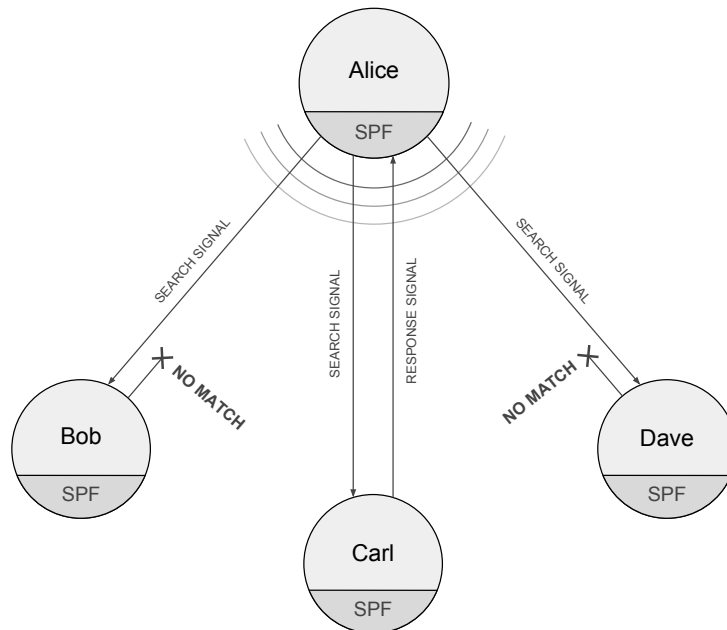 Alice
SPF
SEARCH SIGNAL
SEARCH SIGNAL
RESPONSE SIGNAL
SEARCH SIGNAL
NO MATCH
NO MATCH
Bob
SPF
Dave
SPF
Carl
SPF